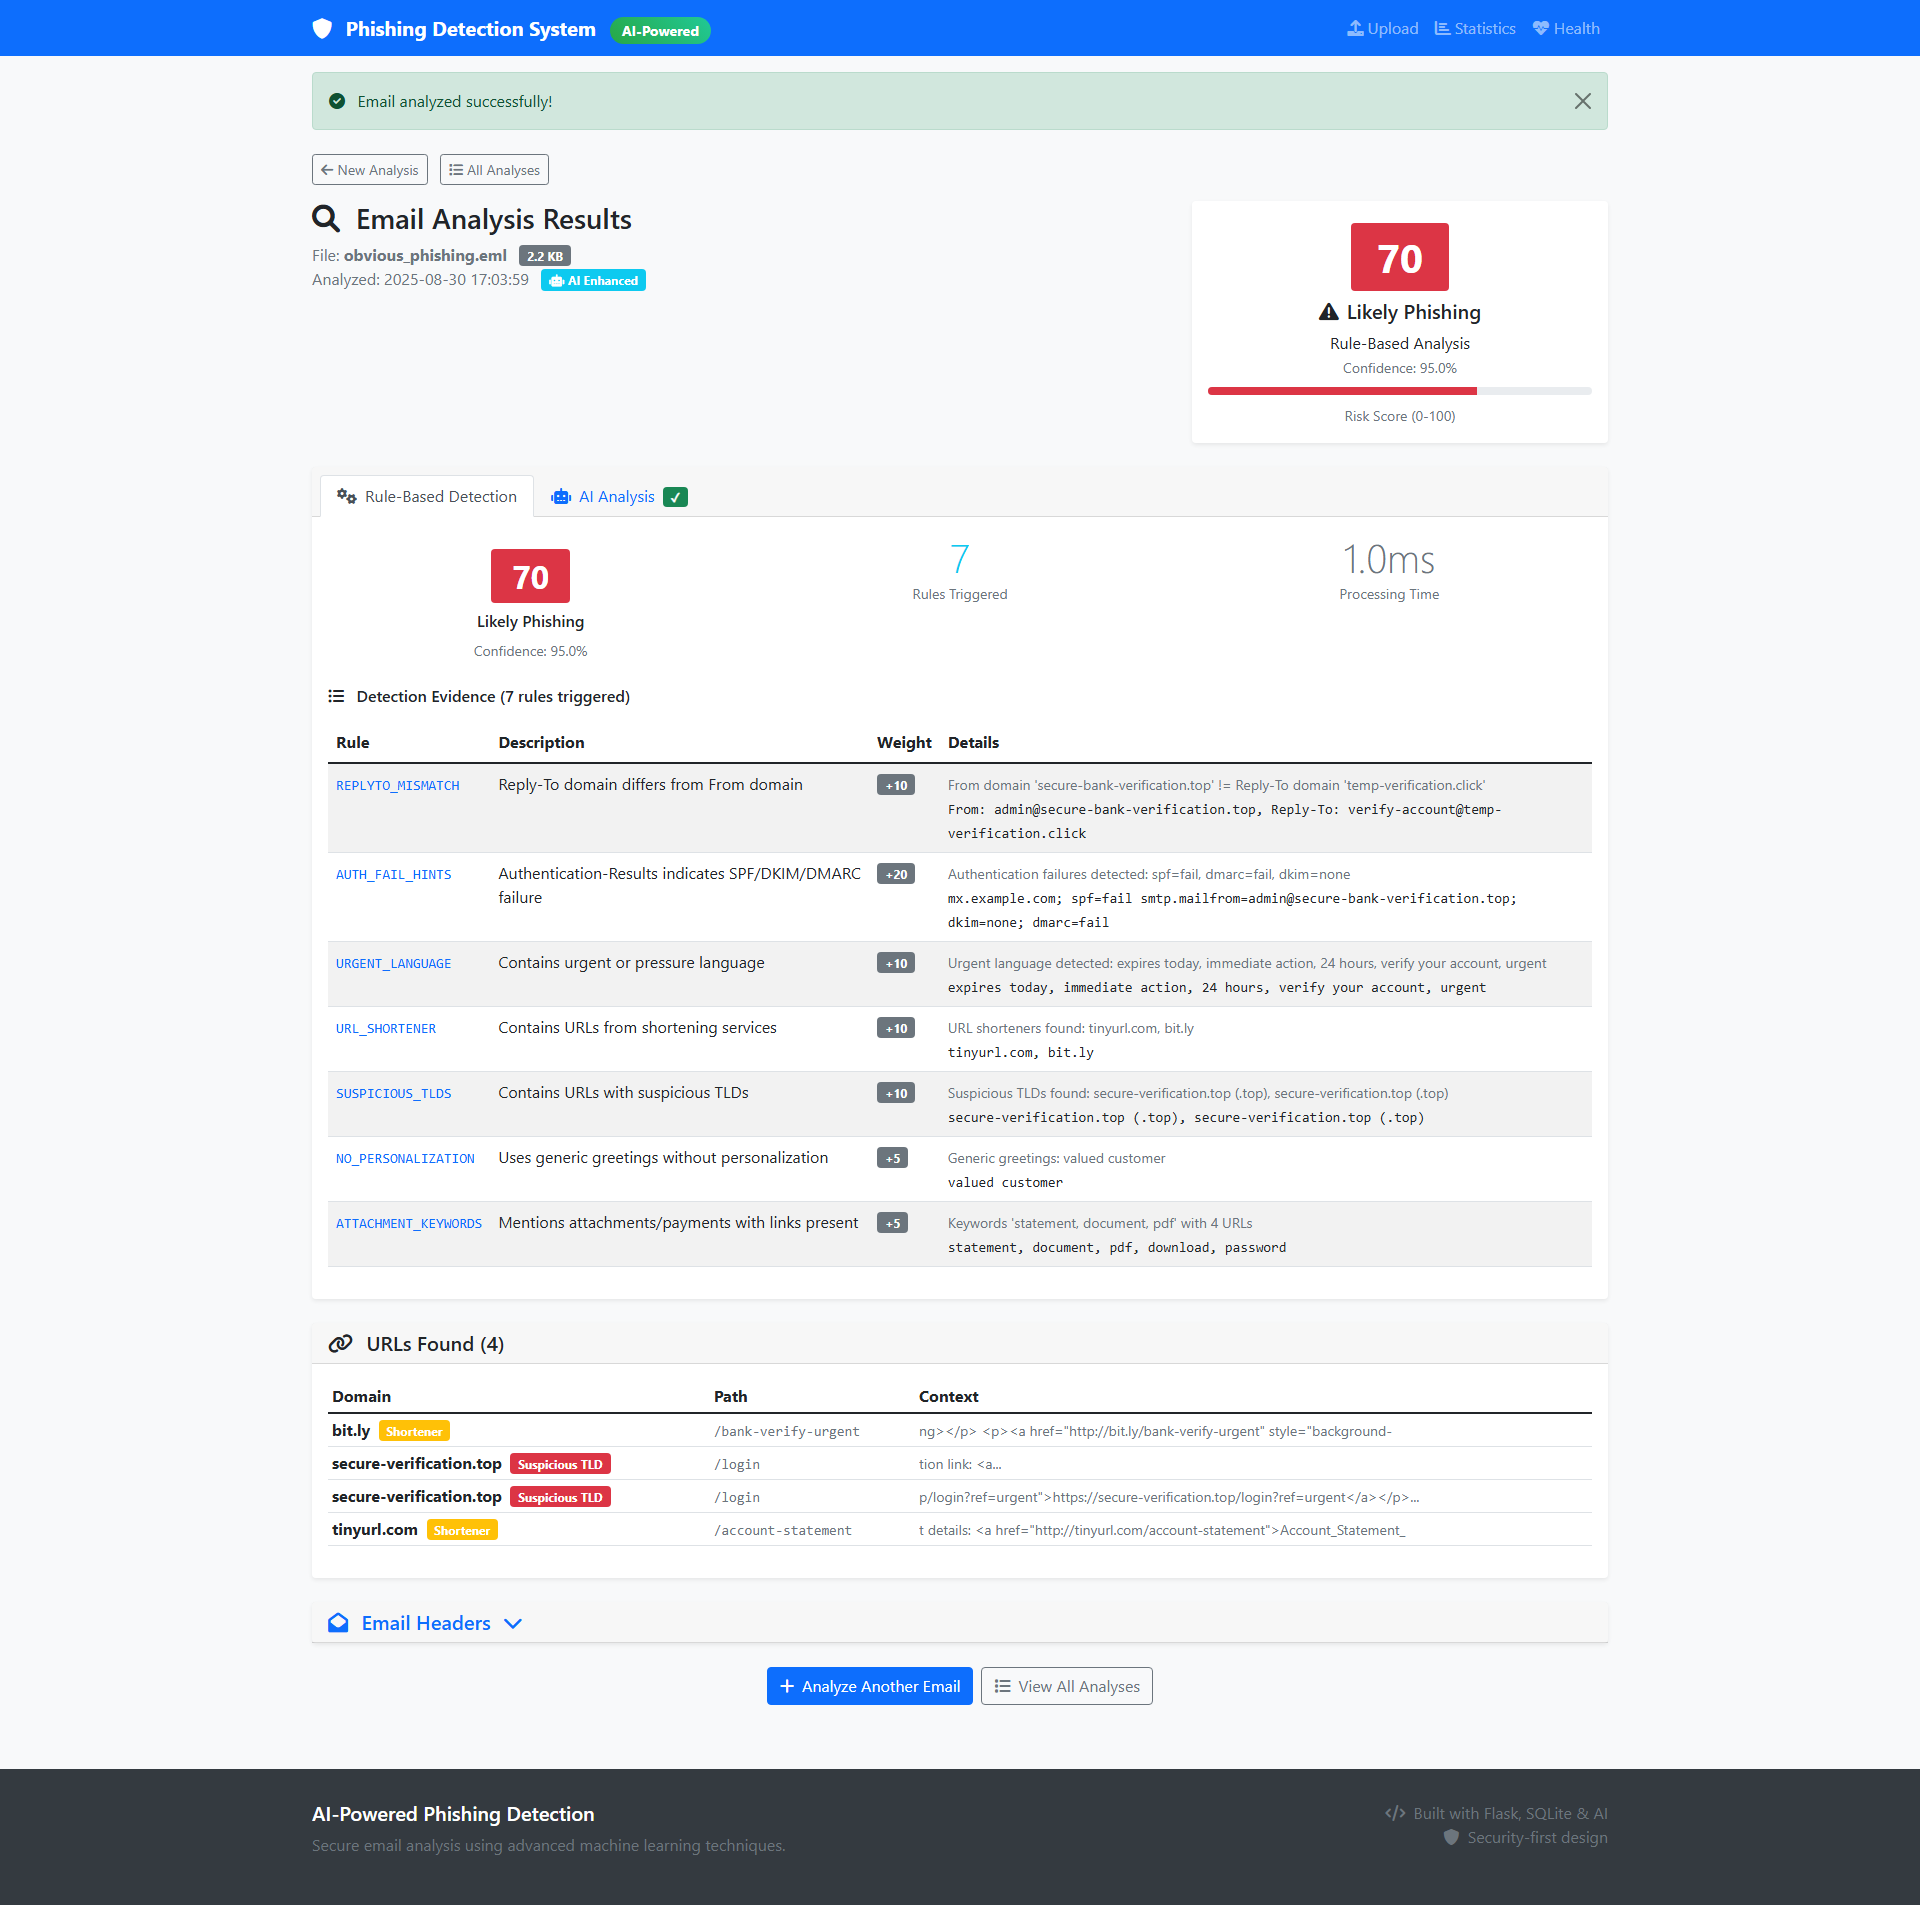 Phishing Detection System AI-Powered Upload Statistics Health
Email analyzed successfully!
New Analysis All Analyses
Email Analysis Results
File: obvious_phishing.eml 2.2 KB
Analyzed: 2025-08-30 17:03:59 AI Enhanced
70
Likely Phishing
Rule-Based Analysis
Confidence: 95.0%
Risk Score (0-100)
Rule-Based Detection AI Analysis ✓
70
Likely Phishing
Confidence: 95.0%
7
Rules Triggered
1.0ms
Processing Time
Detection Evidence (7 rules triggered)
Rule Description Weight Details
REPLYTO_MISMATCH Reply-To domain differs from From domain +10 From domain 'secure-bank-verification.top' != Reply-To domain 'temp-verification.click'
From: admin@secure-bank-verification.top, Reply-To: verify-account@temp-
verification.click
AUTH_FAIL_HINTS Authentication-Results indicates SPF/DKIM/DMARC +20 Authentication failures detected: spf=fail, dmarc=fail, dkim=none
failure mx.example.com; spf=fail smtp.mailfrom=admin@secure-bank-verification.top;
dkim=none; dmarc=fail
URGENT_LANGUAGE Contains urgent or pressure language +10 Urgent language detected: expires today, immediate action, 24 hours, verify your account, urgent
expires today, immediate action, 24 hours, verify your account, urgent
URL_SHORTENER Contains URLs from shortening services +10 URL shorteners found: tinyurl.com, bit.ly
tinyurl.com, bit.ly
SUSPICIOUS_TLDS Contains URLs with suspicious TLDs +10 Suspicious TLDs found: secure-verification.top (.top), secure-verification.top (.top)
secure-verification.top (.top), secure-verification.top (.top)
NO_PERSONALIZATION Uses generic greetings without personalization +5 Generic greetings: valued customer
valued customer
ATTACHMENT_KEYWORDS Mentions attachments/payments with links present +5 Keywords 'statement, document, pdf' with 4 URLs
statement, document, pdf, download, password
URLs Found (4)
Domain Path Context
bit.ly Shortener /bank-verify-urgent ng></p> <p><a href="http://bit.ly/bank-verify-urgent" style="background-
secure-verification.top Suspicious TLD /login tion link: <a...
secure-verification.top Suspicious TLD /login p/login?ref=urgent">https://secure-verification.top/login?ref=urgent</a></p>...
tinyurl.com Shortener /account-statement t details: <a href="http://tinyurl.com/account-statement">Account_Statement_
Email Headers
Analyze Another Email View All Analyses
AI-Powered Phishing Detection
Secure email analysis using advanced machine learning techniques.
</> Built with Flask, SQLite & AI
Security-first design